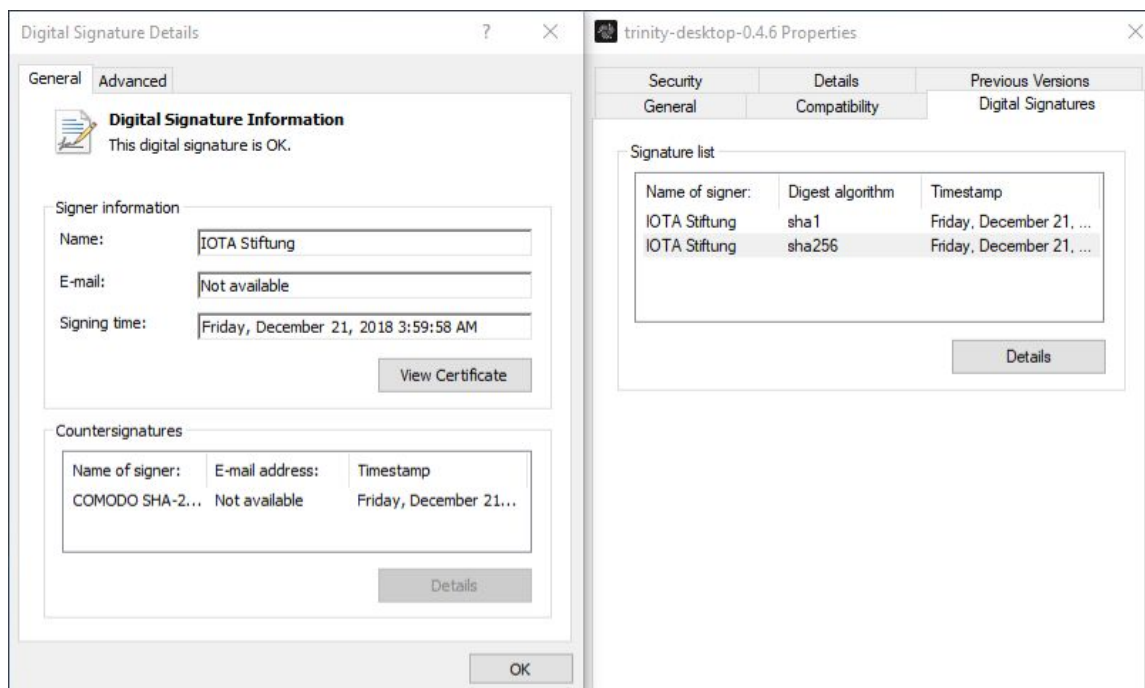 Digital Signature Details
General Advanced
Digital Signature Information
This digital signature is OK.
Signer information
Name: IOTA Stiftung
E-mail: Not available
Signing time: Friday, December 21, 2018 3:59:58 AM
View Certificate
Countersignatures
Name of signer: E-mail address: Timestamp
COMODO SHA-2... Not available Friday, December 21...
Details
OK
trinity-desktop-0.4.6 Properties
Security Details Previous Versions
General Compatibility Digital Signatures
Signature list
Name of signer: Digest algorithm Timestamp
IOTA Stiftung sha1 Friday, December 21, ...
IOTA Stiftung sha256 Friday, December 21, ...
Details